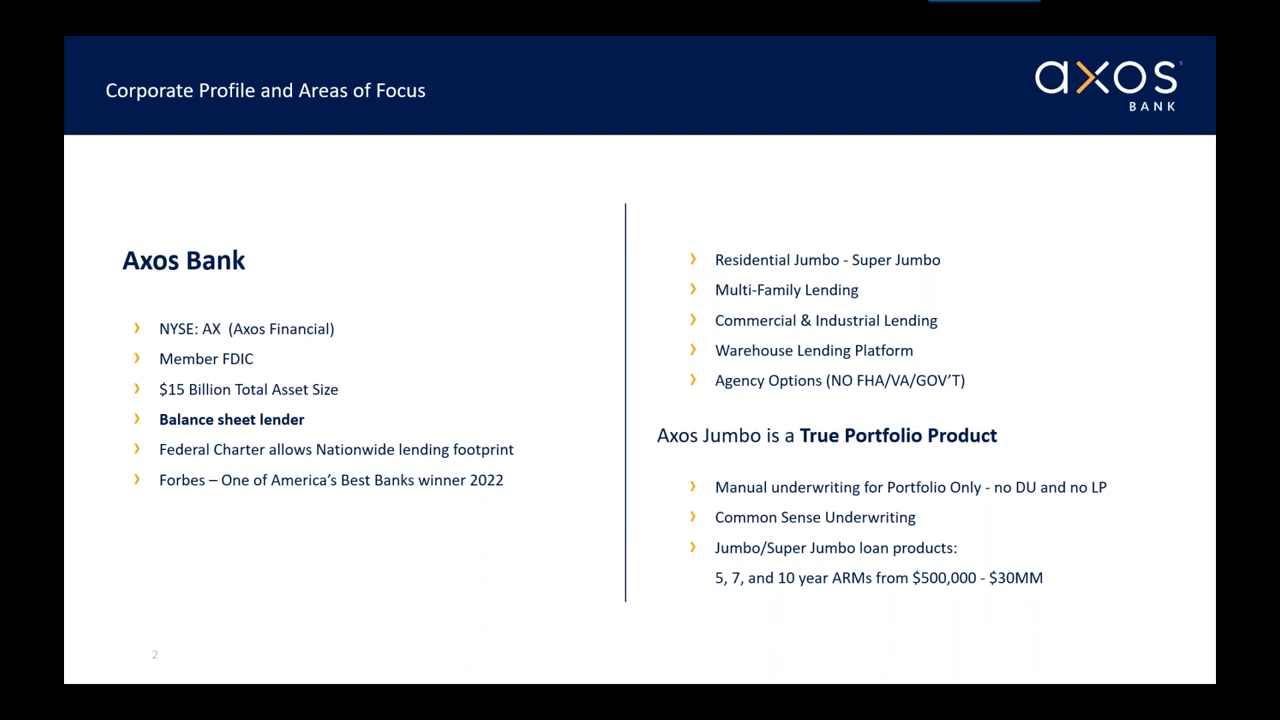 Corporate Profile and Areas of Focus
axos
BANK
Axos Bank
NYSE: AX (Axos Financial)
Member FDIC
$15 Billion Total Asset Size
Balance sheet lender
Federal Charter allows Nationwide lending footprint
Forbes – One of America's Best Banks winner 2022
Residential Jumbo - Super Jumbo
Multi-Family Lending
Commercial & Industrial Lending
Warehouse Lending Platform
Agency Options (NO FHA/VA/GOV'T)
Axos Jumbo is a True Portfolio Product
Manual underwriting for Portfolio Only - no DU and no LP
Common Sense Underwriting
Jumbo/Super Jumbo loan products:
5, 7, and 10 year ARMs from $500,000 - $30MM
2